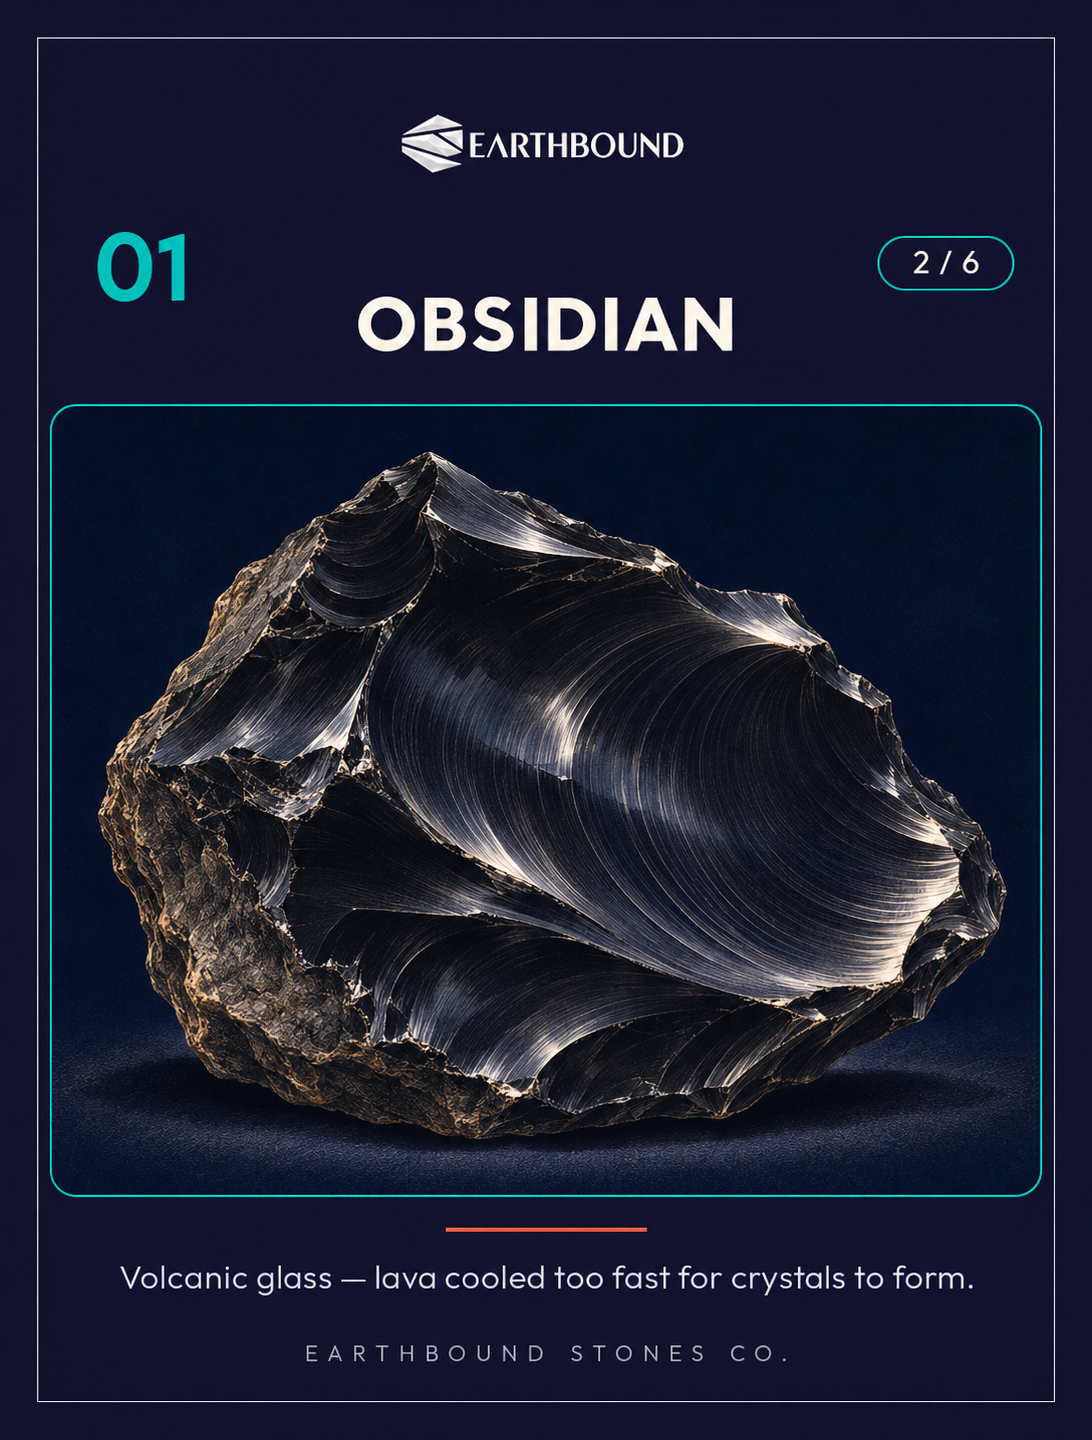 EARTHBOUND
01
2 / 6
OBSIDIAN
Volcanic glass — lava cooled too fast for crystals to form.
EARTHBOUND STONES CO.